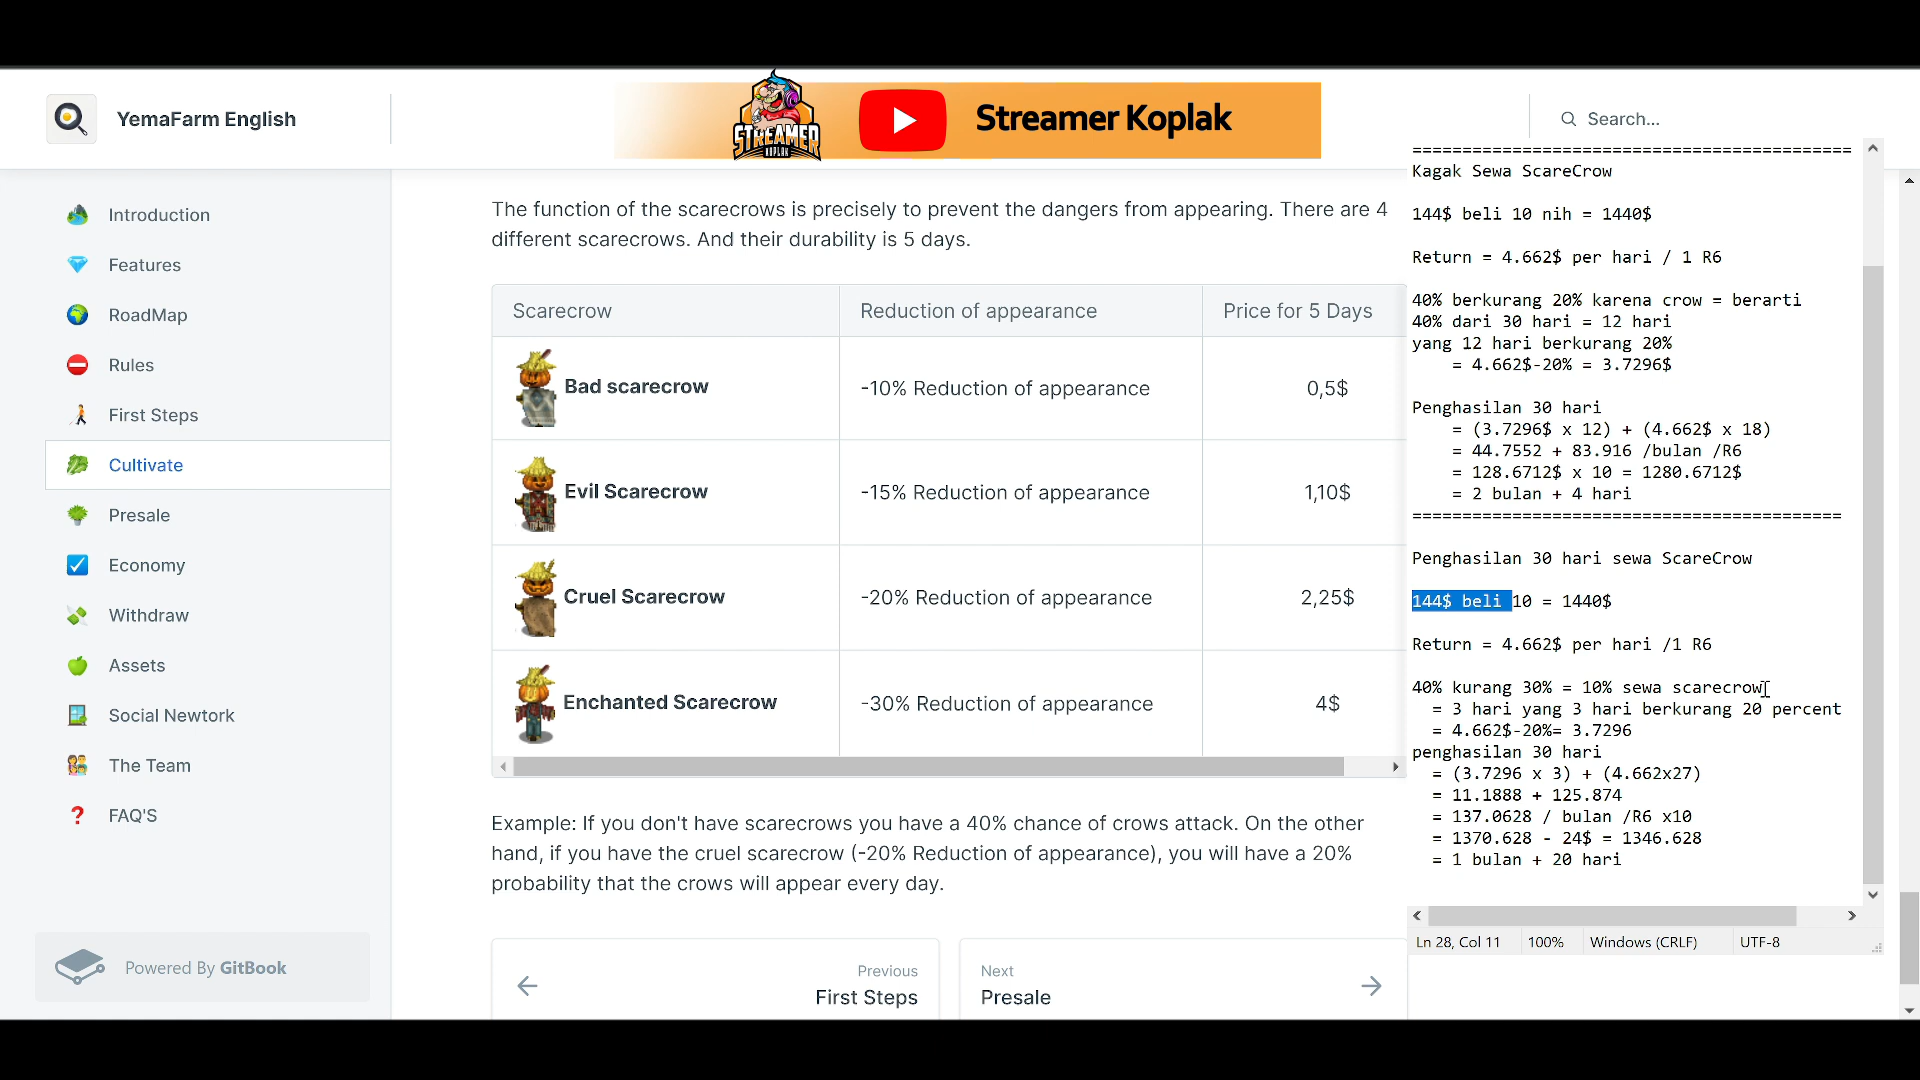 YemaFarm English
STREAMER
KOPLAK
Streamer Koplak
Search...
Introduction
Features
RoadMap
Rules
First Steps
Cultivate
Presale
Economy
Withdraw
Assets
Social Newtork
The Team
FAQ'S
Powered By GitBook
The function of the scarecrows is precisely to prevent the dangers from appearing. There are 4
different scarecrows. And their durability is 5 days.
Scarecrow Reduction of appearance Price for 5 Days
Bad scarecrow -10% Reduction of appearance 0,5$
Evil Scarecrow -15% Reduction of appearance 1,10$
Cruel Scarecrow -20% Reduction of appearance 2,25$
Enchanted Scarecrow -30% Reduction of appearance 4$
Example: If you don't have scarecrows you have a 40% chance of crows attack. On the other
hand, if you have the cruel scarecrow (-20% Reduction of appearance), you will have a 20%
probability that the crows will appear every day.
Previous
First Steps
Next
Presale
============================================
Kagak Sewa ScareCrow
144$ beli 10 nih = 1440$
Return = 4.662$ per hari / 1 R6
40% berkurang 20% karena crow = berarti
40% dari 30 hari = 12 hari
yang 12 hari berkurang 20%
= 4.662$-20% = 3.7296$
Penghasilan 30 hari
= (3.7296$ x 12) + (4.662$ x 18)
= 44.7552 + 83.916 /bulan /R6
= 128.6712$ x 10 = 1280.6712$
= 2 bulan + 4 hari
===========================================
Penghasilan 30 hari sewa ScareCrow
144$ beli 10 = 1440$
Return = 4.662$ per hari /1 R6
40% kurang 30% = 10% sewa scarecrow
= 3 hari yang 3 hari berkurang 20 percent
= 4.662$-20%= 3.7296
penghasilan 30 hari
= (3.7296 x 3) + (4.662x27)
= 11.1888 + 125.874
= 137.0628 / bulan /R6 x10
= 1370.628 - 24$ = 1346.628
= 1 bulan + 20 hari
Ln 28, Col 11 100% Windows (CRLF) UTF-8